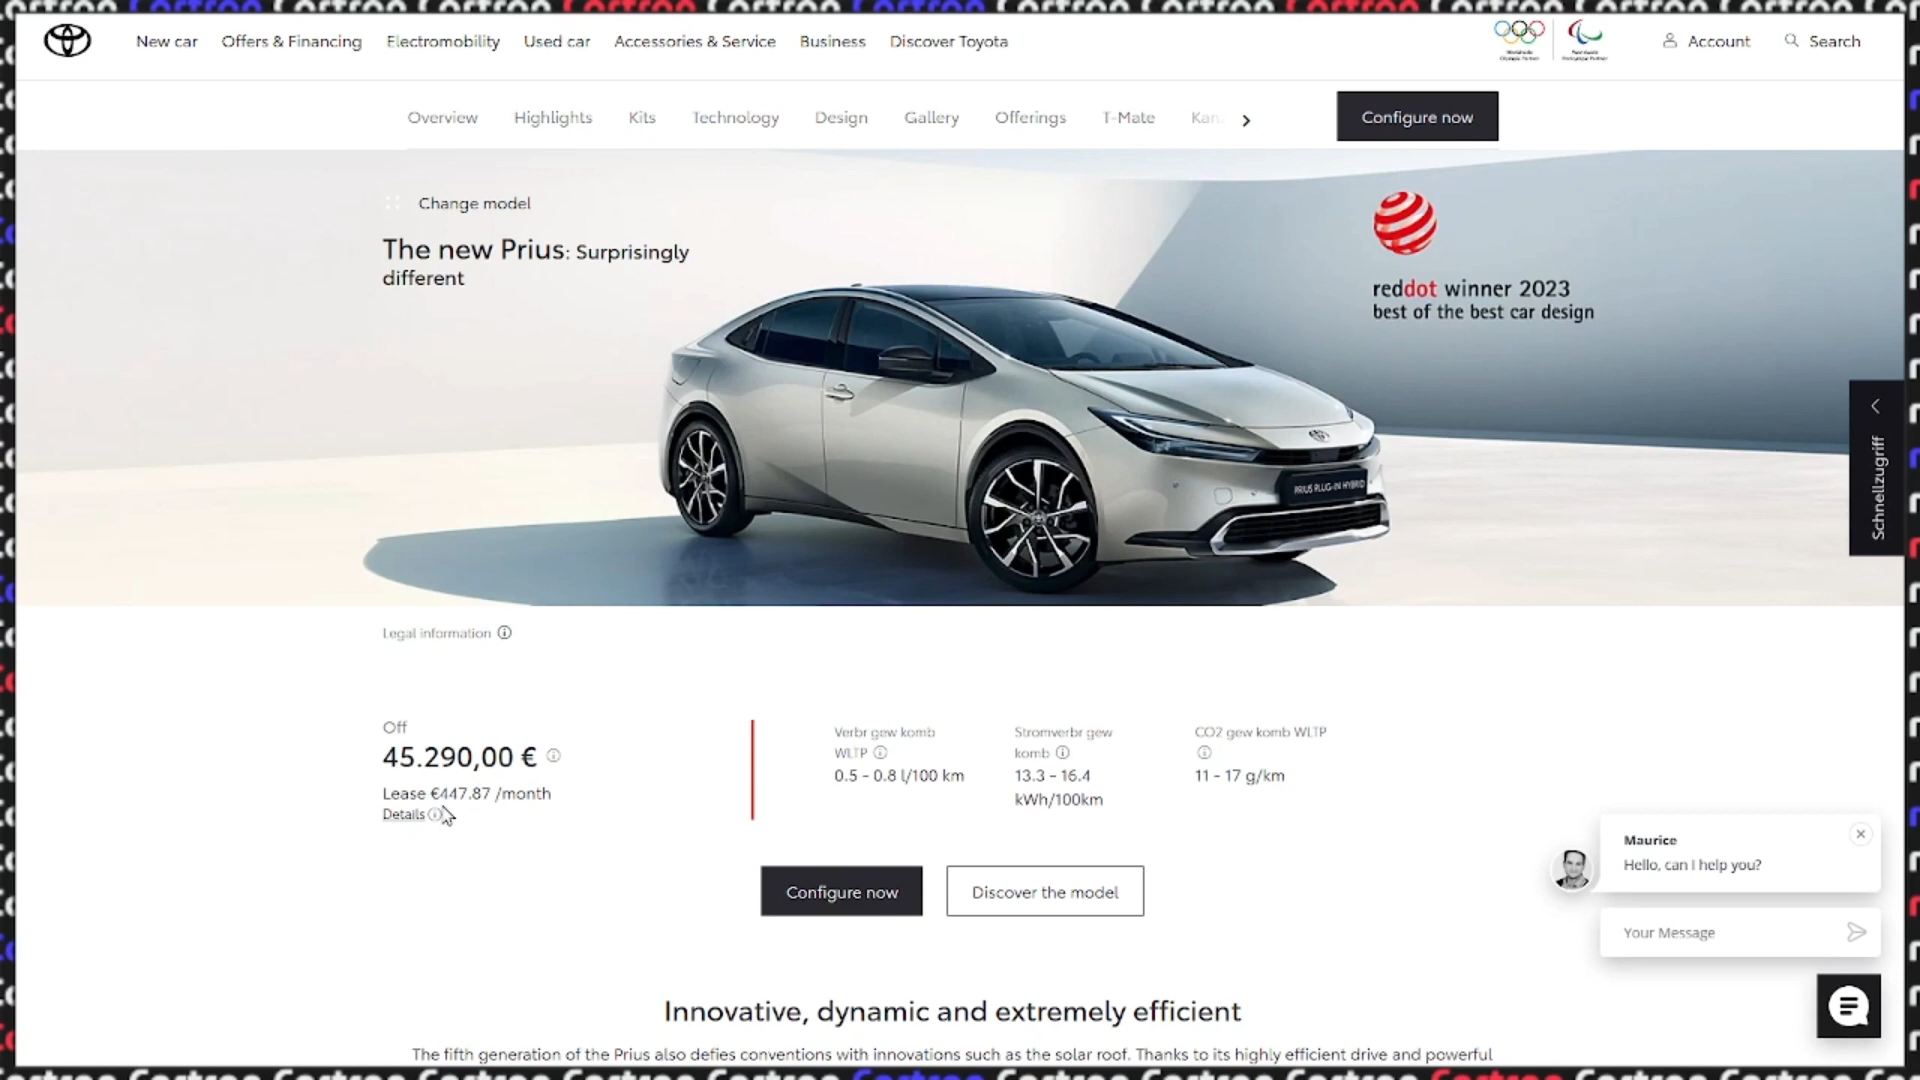 New car Offers & Financing Electromobility Used car Accessories & Service Business Discover Toyota
Account Search
Overview Highlights Kits Technology Design Gallery Offerings T-Mate
Configure now
Change model
The new Prius: Surprisingly
different
reddot winner 2023
best of the best car design
PRIUS PLUG-IN HYBRID
Schnellzugriff
Legal information
Off
45.290,00 €
Lease €447.87 /month
Details
Verbr gew komb
WLTP
0.5 - 0.8 l/100 km
Stromverbr gew
komb
13.3 - 16.4
kWh/100km
CO2 gew komb WLTP
11 - 17 g/km
Configure now
Discover the model
Maurice
Hello, can I help you?
Your Message
Innovative, dynamic and extremely efficient
The fifth generation of the Prius also defies conventions with innovations such as the solar roof. Thanks to its highly efficient drive and powerful